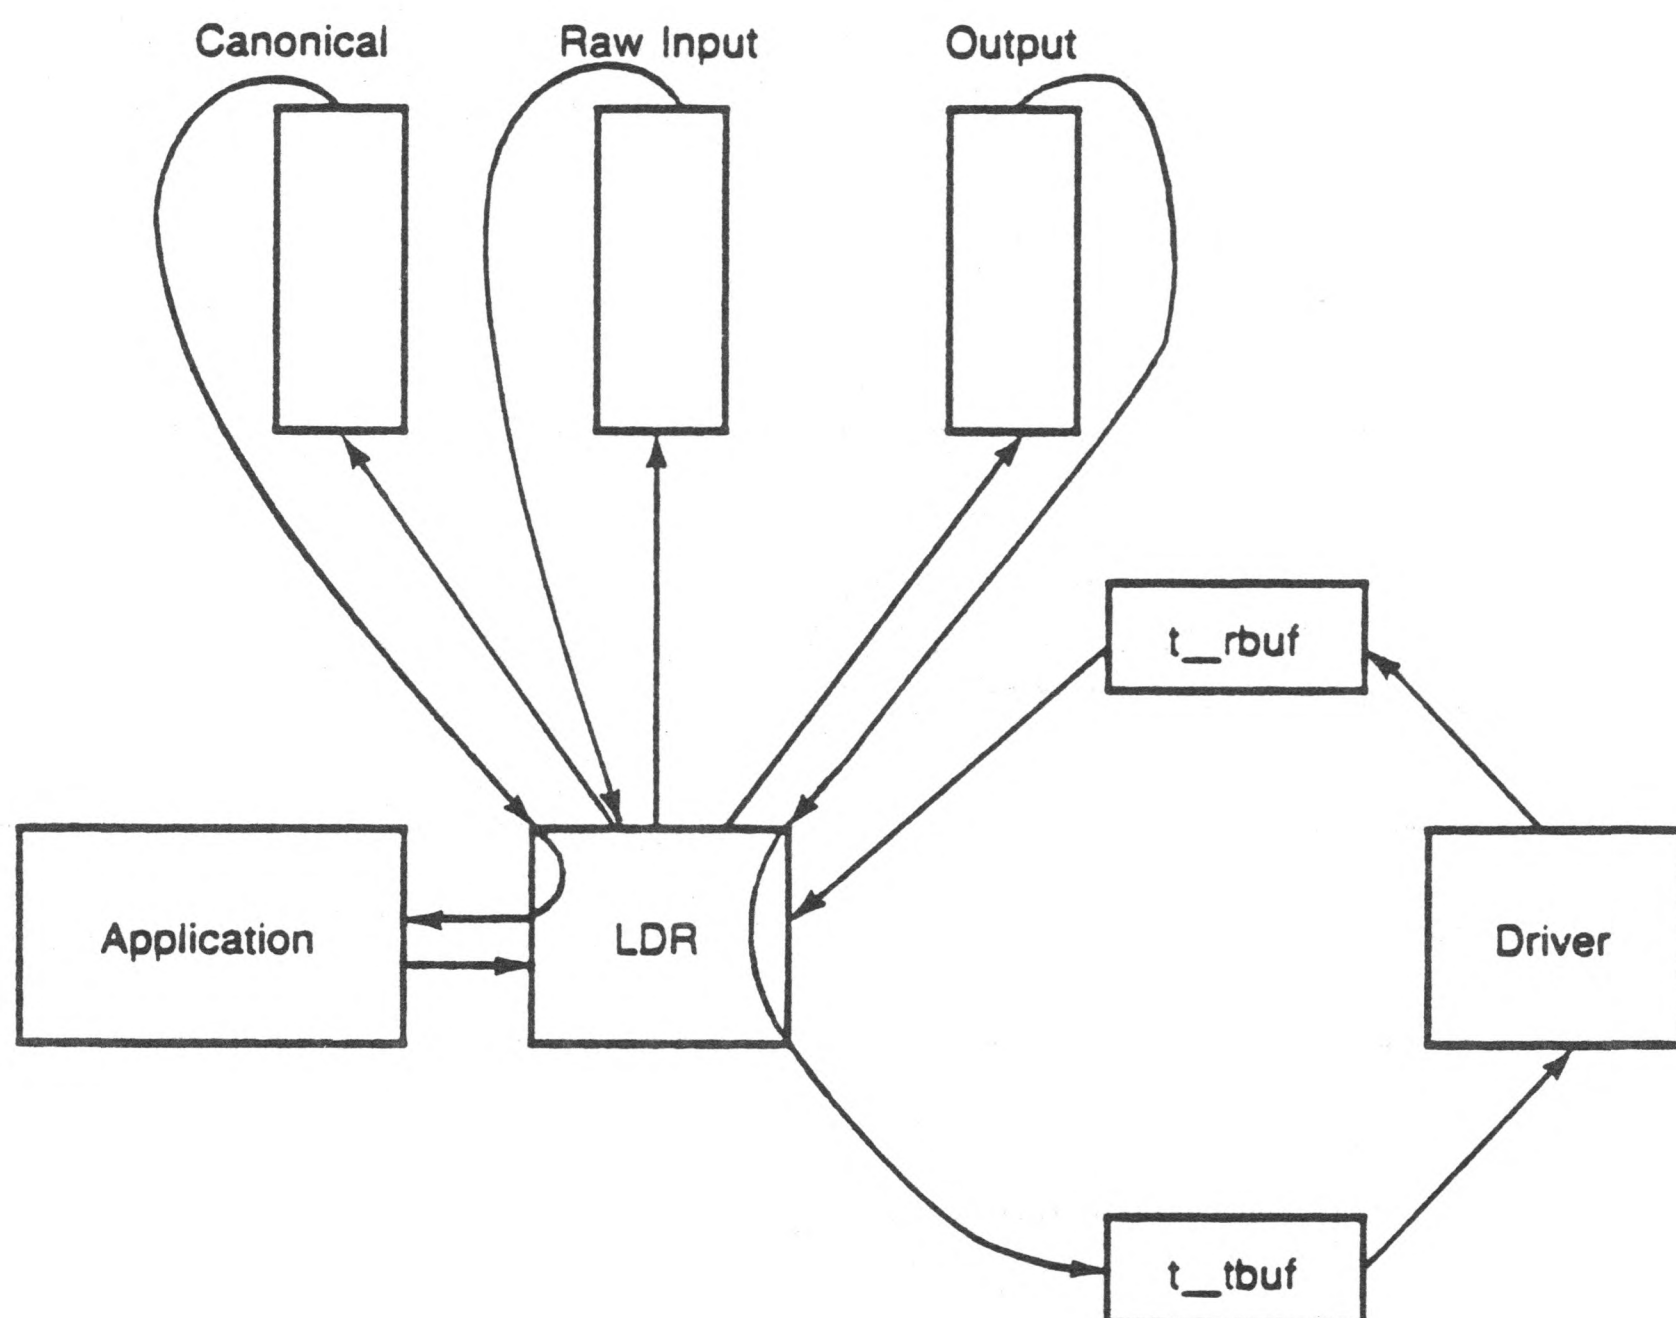 Canonical
Raw Input
Output
t__rbuf
Application
LDR
Driver
t__tbuf